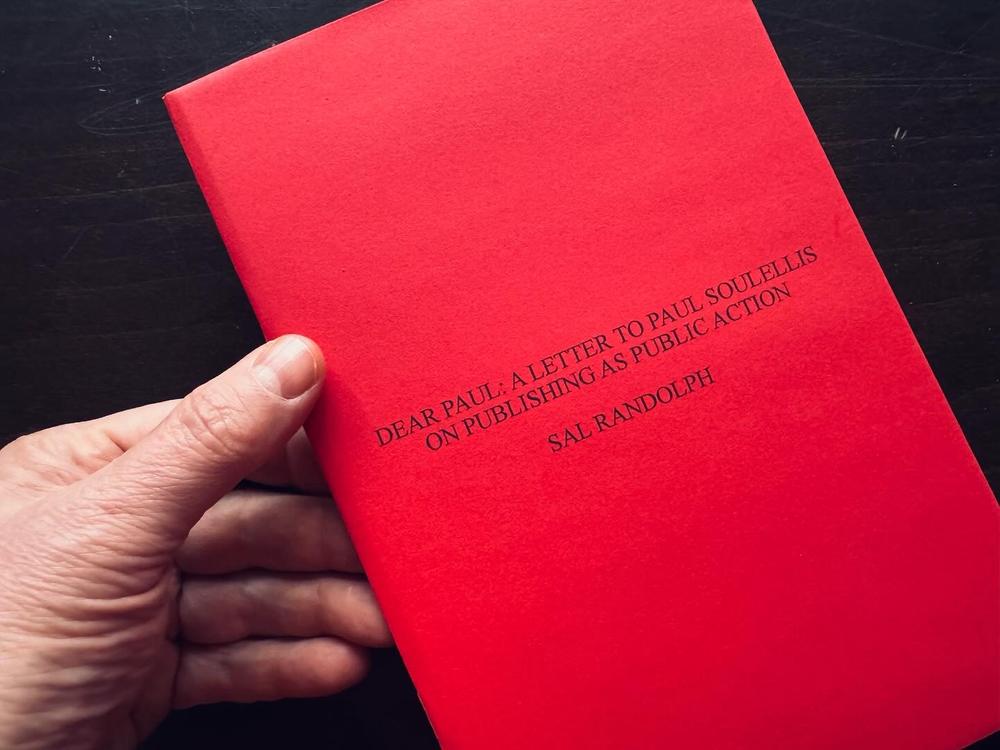 DEAR PAUL: A LETTER TO PAUL SOULELLIS
ON PUBLISHING AS PUBLIC ACTION
SAL RANDOLPH